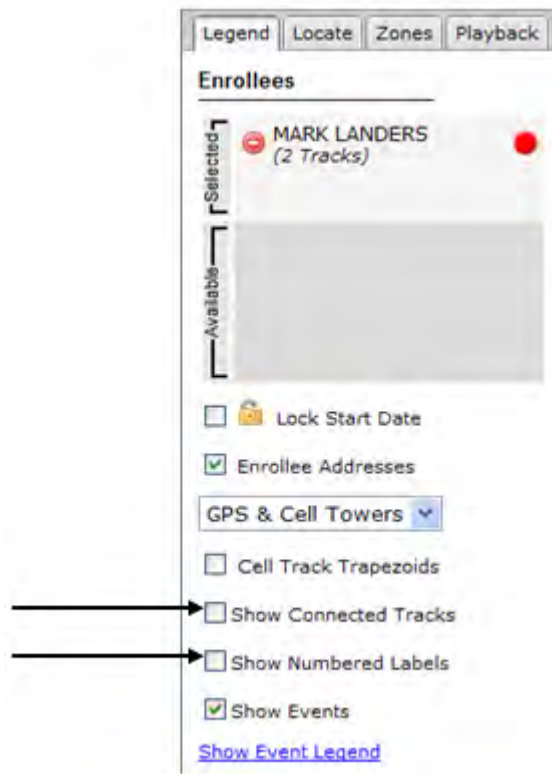 Legend Locate Zones Playback
Enrollees
Selected
MARK LANDERS
(2 Tracks)
Available
Lock Start Date
Enrollee Addresses
GPS & Cell Towers
Cell Track Trapezoids
Show Connected Tracks
Show Numbered Labels
Show Events
Show Event Legend